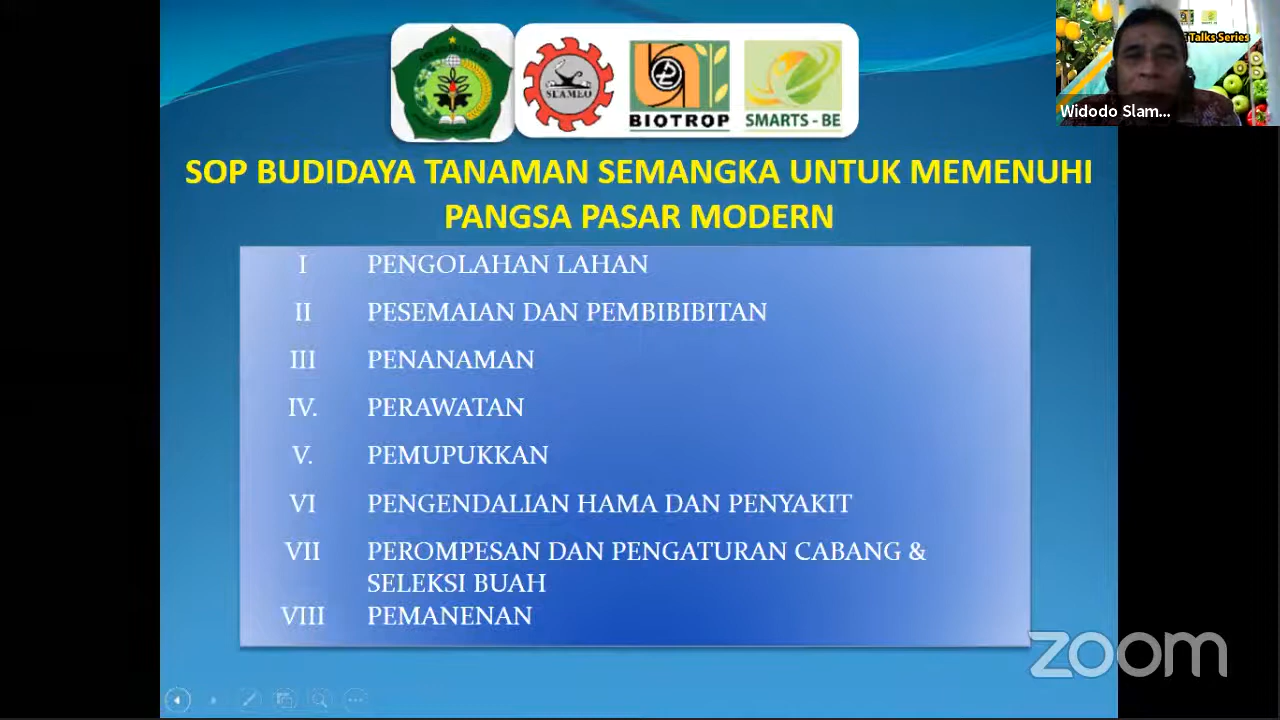 SEAMEO
BIOTROP
SMARTS - BE
Talks Series
Widodo Slam...
SOP BUDIDAYA TANAMAN SEMANGKA UNTUK MEMENUHI
PANGSA PASAR MODERN
I PENGOLAHAN LAHAN
II PESEMAIAN DAN PEMBIBIBITAN
III PENANAMAN
IV. PERAWATAN
V. PEMUPUKKAN
VI PENGENDALIAN HAMA DAN PENYAKIT
VII PEROMPESAN DAN PENGATURAN CABANG &
SELEKSI BUAH
VIII PEMANENAN
zoom